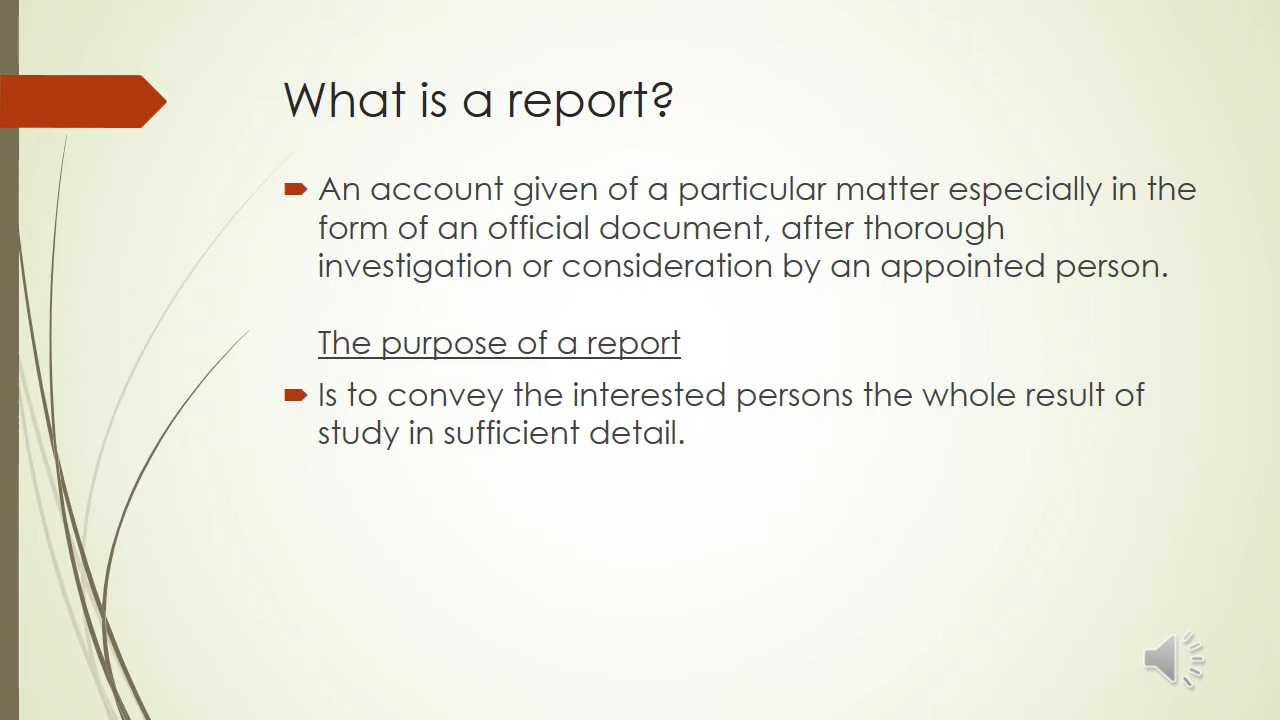 What is a report?
An account given of a particular matter especially in the
form of an official document, after thorough
investigation or consideration by an appointed person.
The purpose of a report
Is to convey the interested persons the whole result of
study in sufficient detail.